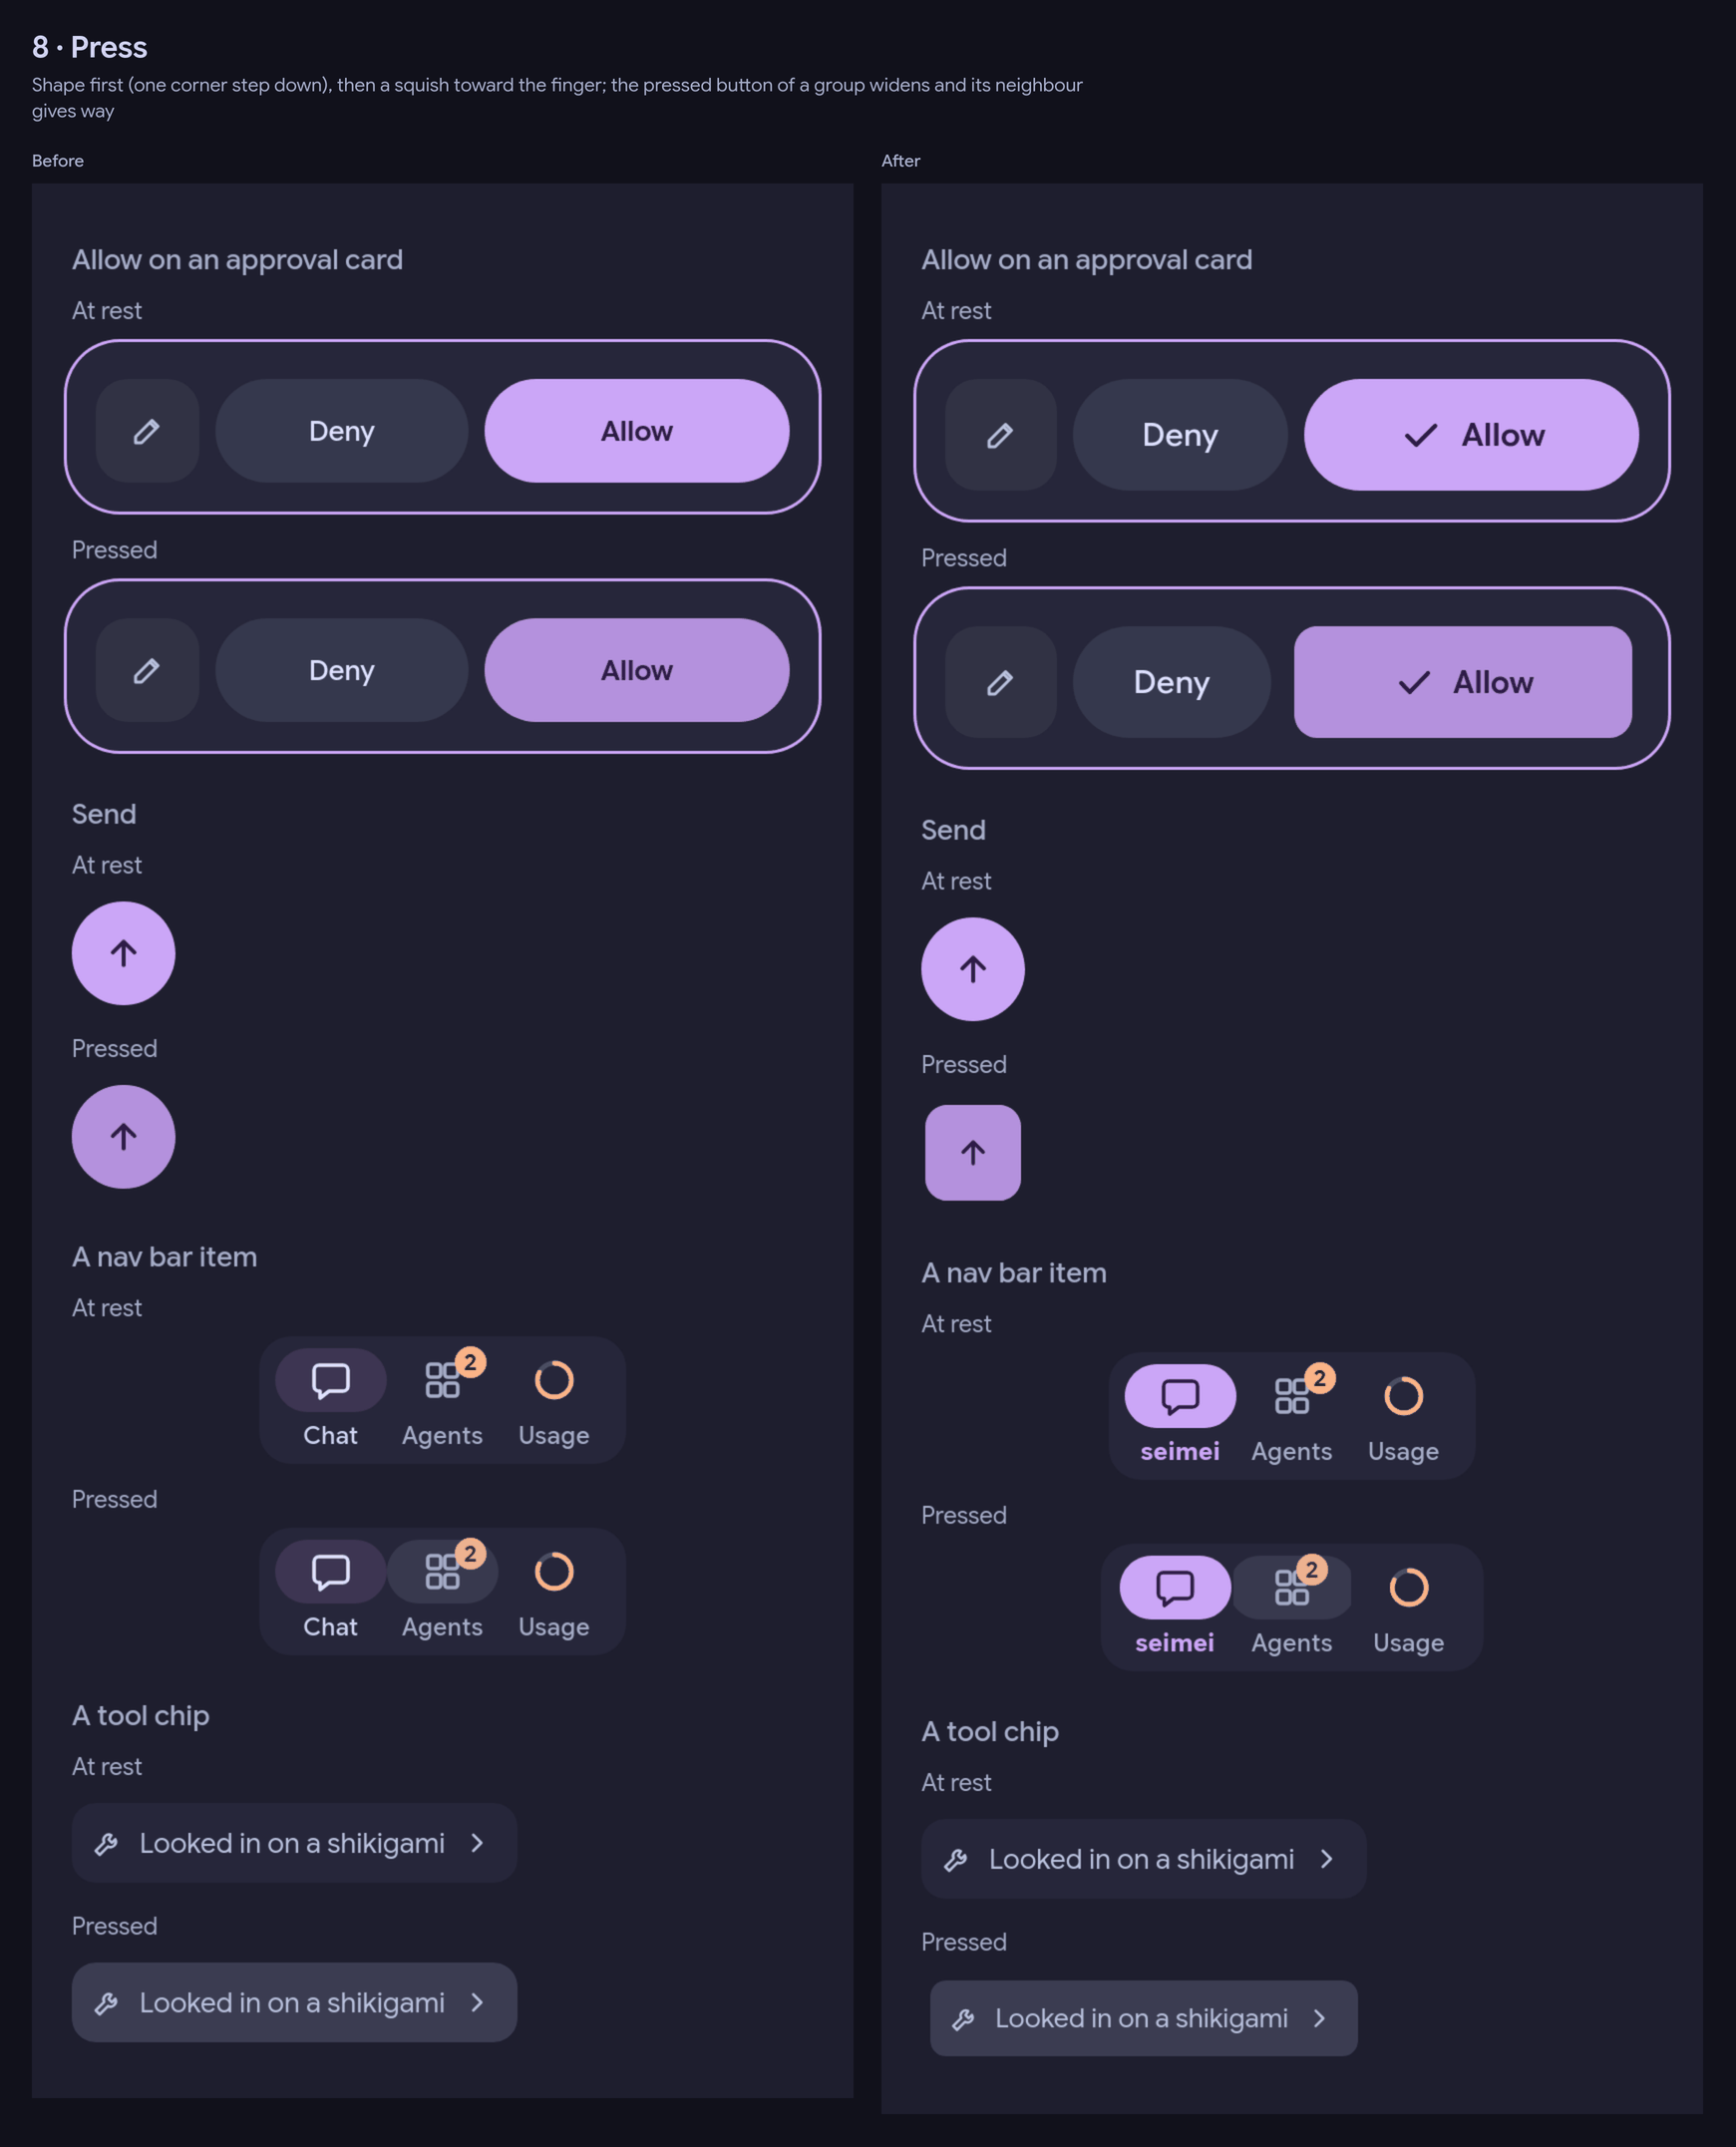 8 · Press
Shape first (one corner step down), then a squish toward the finger; the pressed button of a group widens and its neighbour
gives way
Before
Allow on an approval card
At rest
Deny
Allow
Pressed
Deny
Allow
Send
At rest
Pressed
A nav bar item
At rest
2
Chat
Agents
Usage
Pressed
2
Chat
Agents
Usage
A tool chip
At rest
Looked in on a shikigami
Pressed
Looked in on a shikigami
After
Allow on an approval card
At rest
Deny
Allow
Pressed
Deny
Allow
Send
At rest
Pressed
A nav bar item
At rest
2
seimei
Agents
Usage
Pressed
2
seimei
Agents
Usage
A tool chip
At rest
Looked in on a shikigami
Pressed
Looked in on a shikigami